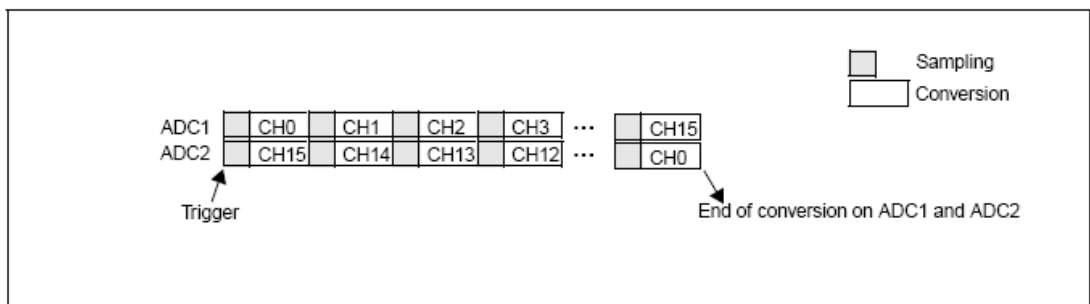 Sampling
Conversion
ADC1 CH0 CH1 CH2 CH3 ... CH15
ADC2 CH15 CH14 CH13 CH12 ... CH0
Trigger
End of conversion on ADC1 and ADC2